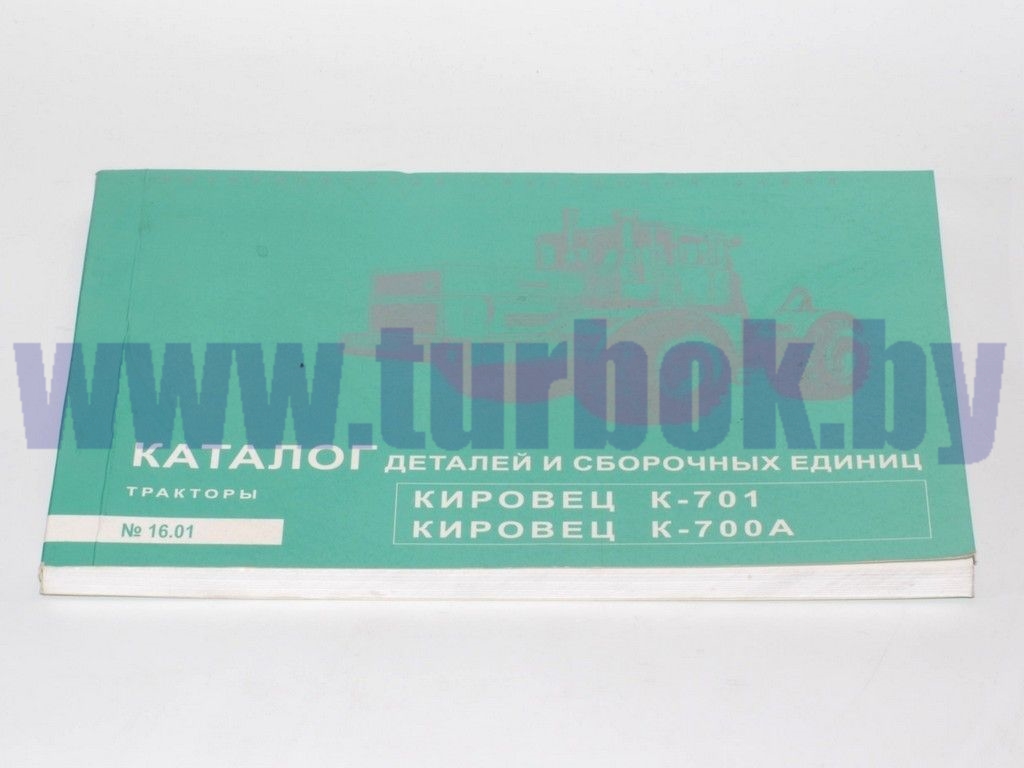 www.turbok.by
КАТАЛОГ ДЕТАЛЕЙ И СБОРОЧНЫХ ЕДИНИЦ
ТРАКТОРЫ
№ 16.01
КИРОВЕЦ К-701
КИРОВЕЦ К-700А